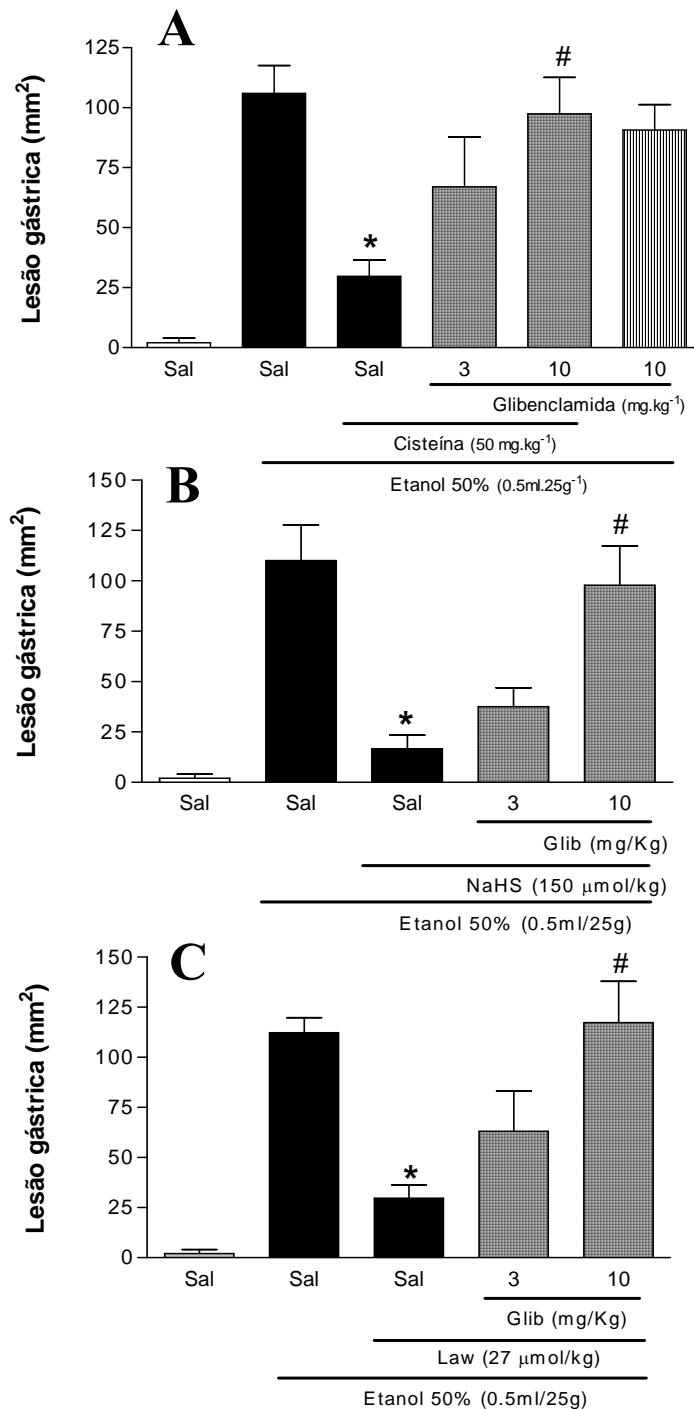 A
Lesão gástrica (mm²)
125
100
75
50
25
0
*
#
Sal Sal Sal 3 10 10
Glibenclamida (mg.kg⁻¹)
Cisteína (50 mg.kg⁻¹)
Etanol 50% (0.5ml.25g⁻¹)
B
Lesão gástrica (mm²)
150
125
100
75
50
25
0
*
#
Sal Sal Sal 3 10
Glib (mg/Kg)
NaHS (150 μmol/kg)
Etanol 50% (0.5ml/25g)
C
Lesão gástrica (mm²)
150
125
100
75
50
25
0
*
#
Sal Sal Sal 3 10
Glib (mg/Kg)
Law (27 μmol/kg)
Etanol 50% (0.5ml/25g)